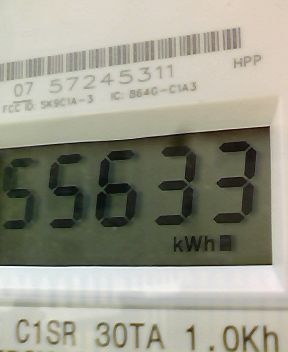 07 57245311
HPP
FCC ID: SK9C1A-3 IC: 864G-C1A3
55633
kWh
C1SR 30TA 1.0Kh